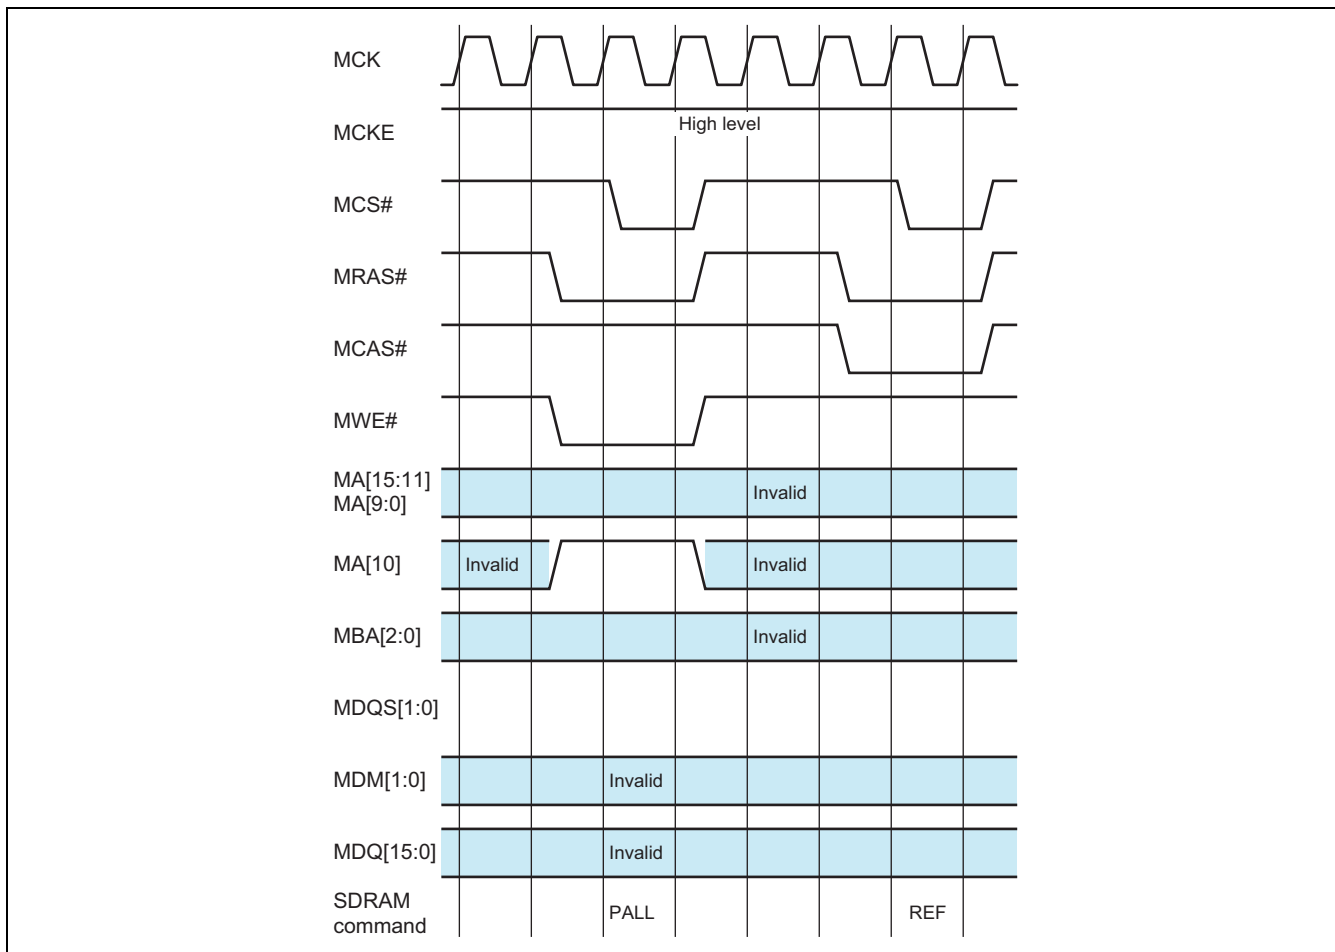 MCK
MCKE
High level
MCS#
MRAS#
MCAS#
MWE#
MA[15:11]
MA[9:0]
Invalid
MA[10]
Invalid
Invalid
MBA[2:0]
Invalid
MDQS[1:0]
MDM[1:0]
Invalid
MDQ[15:0]
Invalid
SDRAM
command
PALL
REF